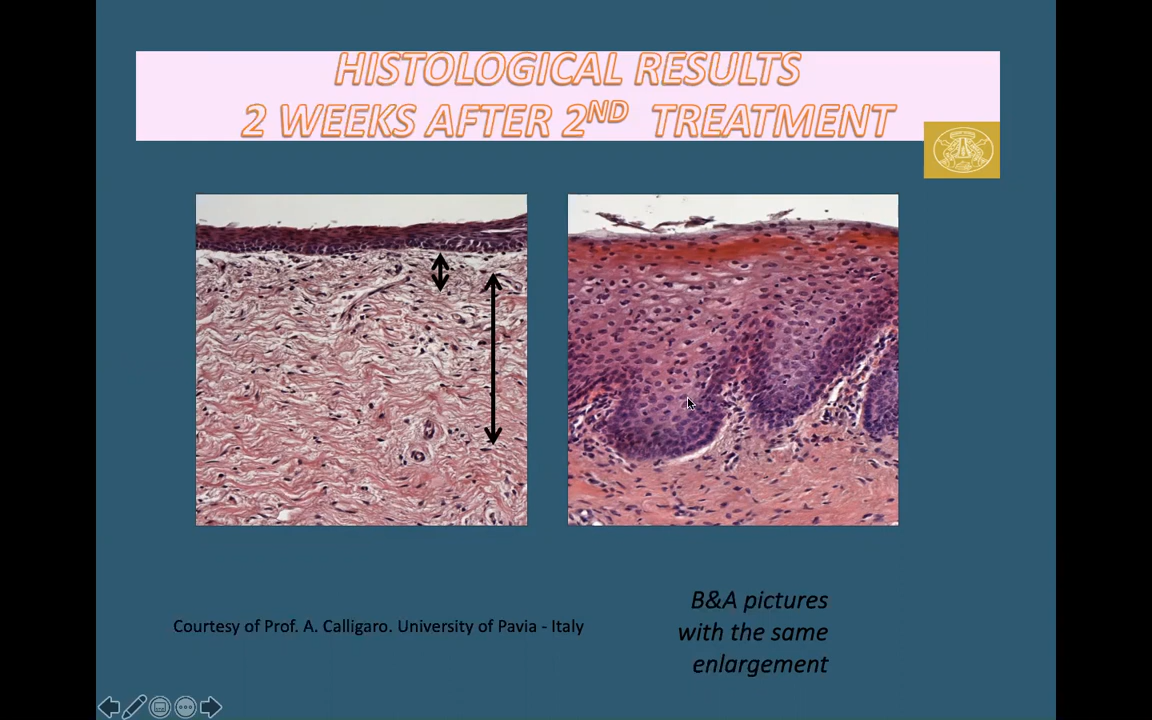 HISTOLOGICAL RESULTS
2 WEEKS AFTER 2ND TREATMENT
Courtesy of Prof. A. Calligaro. University of Pavia - Italy
B&A pictures
with the same
enlargement